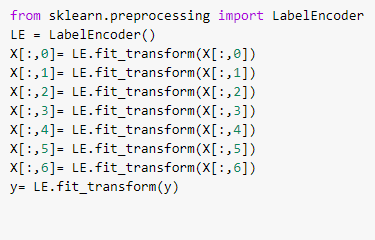 from sklearn.preprocessing import LabelEncoder
LE = LabelEncoder()
X[:,0]= LE.fit_transform(X[:,0])
X[:,1]= LE.fit_transform(X[:,1])
X[:,2]= LE.fit_transform(X[:,2])
X[:,3]= LE.fit_transform(X[:,3])
X[:,4]= LE.fit_transform(X[:,4])
X[:,5]= LE.fit_transform(X[:,5])
X[:,6]= LE.fit_transform(X[:,6])
y= LE.fit_transform(y)